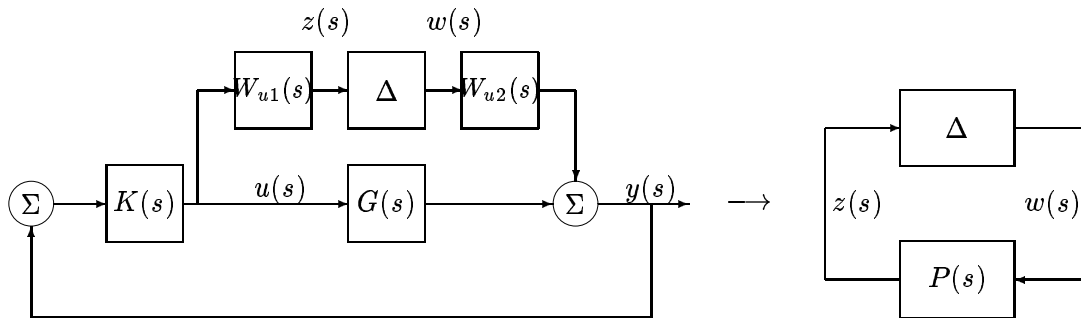 z(s) w(s)
W_{u1}(s) Δ W_{u2}(s) Δ
Σ K(s) u(s) G(s) Σ y(s) → z(s) w(s)
P(s)